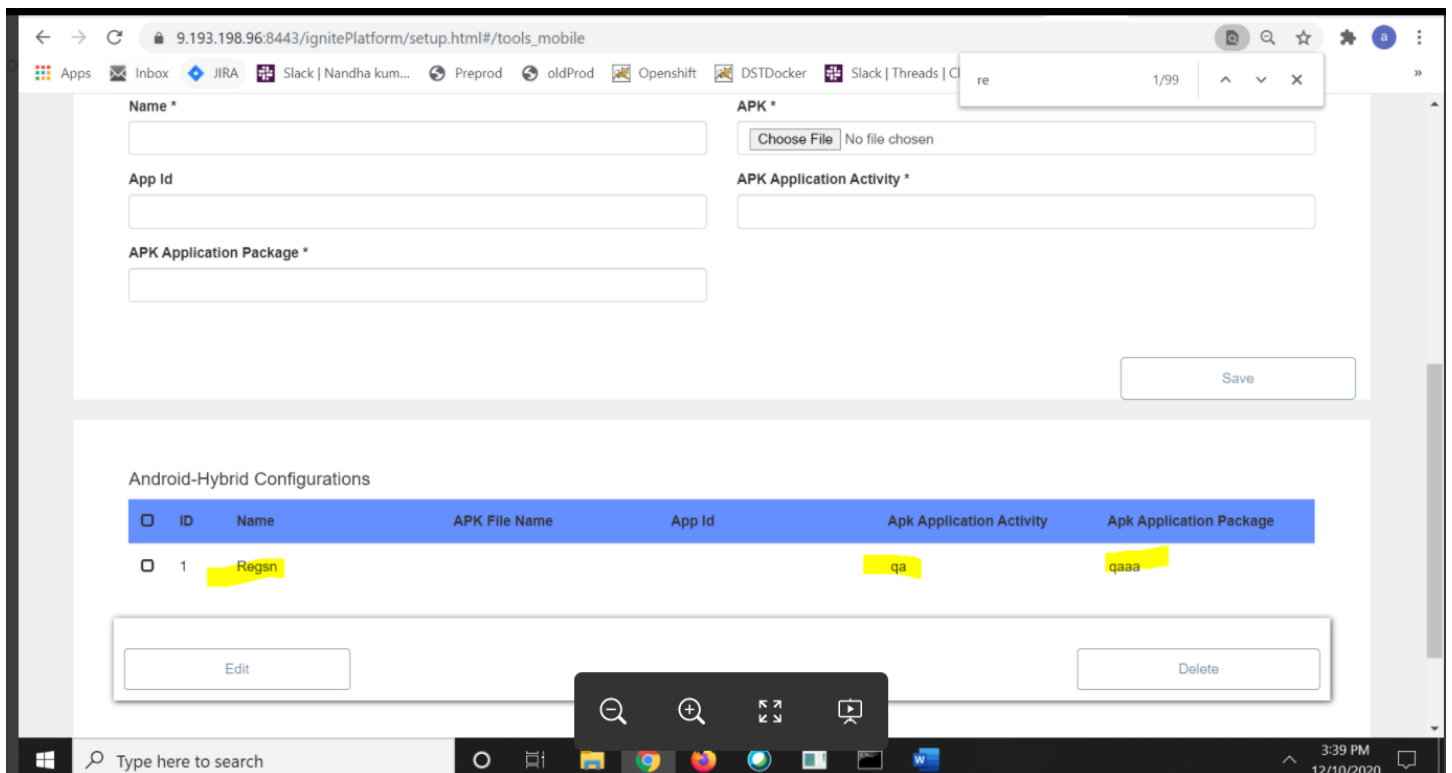 9.193.198.96:8443/ignitePlatform/setup.html#/tools_mobile
a
Apps Inbox JIRA Slack | Nandha kum... Preprod oldProd Openshift DSTDocker Slack | Threads | Cl »
re 1/99
Name * APK *
Choose File No file chosen
App Id APK Application Activity *
APK Application Package *
Save
Android-Hybrid Configurations
ID Name APK File Name App Id Apk Application Activity Apk Application Package
1 Regsn qa qaaa
Edit Delete
Type here to search W 3:39 PM
12/10/2020